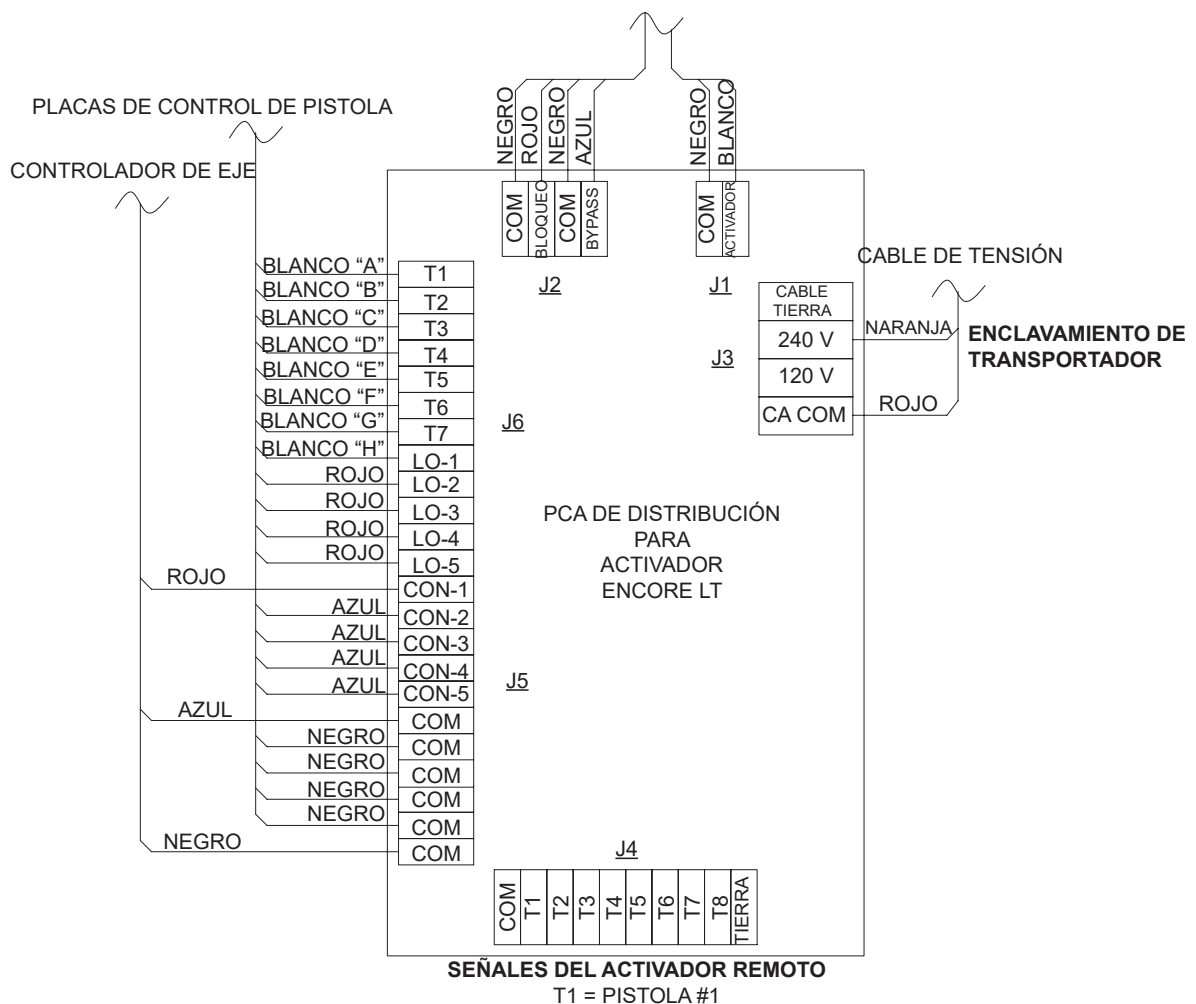 PLACAS DE CONTROL DE PISTOLA
CONTROLADOR DE EJE
NEGRO
ROJO
NEGRO
AZUL
NEGRO
BLANCO
COM
BLOQUEO
COM
BYPASS
J2
COM
ACTIVADOR
J1
CABLE DE TENSIÓN
CABLE
TIERRA
240 V
120 V
CA COM
J3
NARANJA
ROJO
ENCLAVAMIENTO DE
TRANSPORTADOR
BLANCO “A” T1
BLANCO “B” T2
BLANCO “C” T3
BLANCO “D” T4
BLANCO “E” T5
BLANCO “F” T6
BLANCO “G” T7
BLANCO “H” LO-1
ROJO LO-2
ROJO LO-3
ROJO LO-4
ROJO LO-5
ROJO CON-1
AZUL CON-2
AZUL CON-3
AZUL CON-4
AZUL CON-5
AZUL COM
NEGRO COM
NEGRO COM
NEGRO COM
NEGRO COM
NEGRO COM
J6
J5
PCA DE DISTRIBUCIÓN
PARA
ACTIVADOR
ENCORE LT
J4
COM
T1
T2
T3
T4
T5
T6
T7
T8
TIERRA
SEÑALES DEL ACTIVADOR REMOTO
T1 = PISTOLA #1